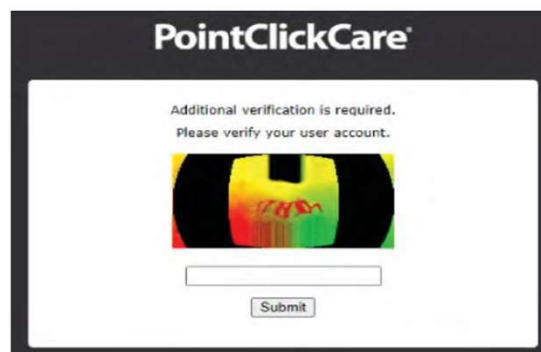 PointClickCare®
Additional verification is required.
Please verify your user account.
Submit